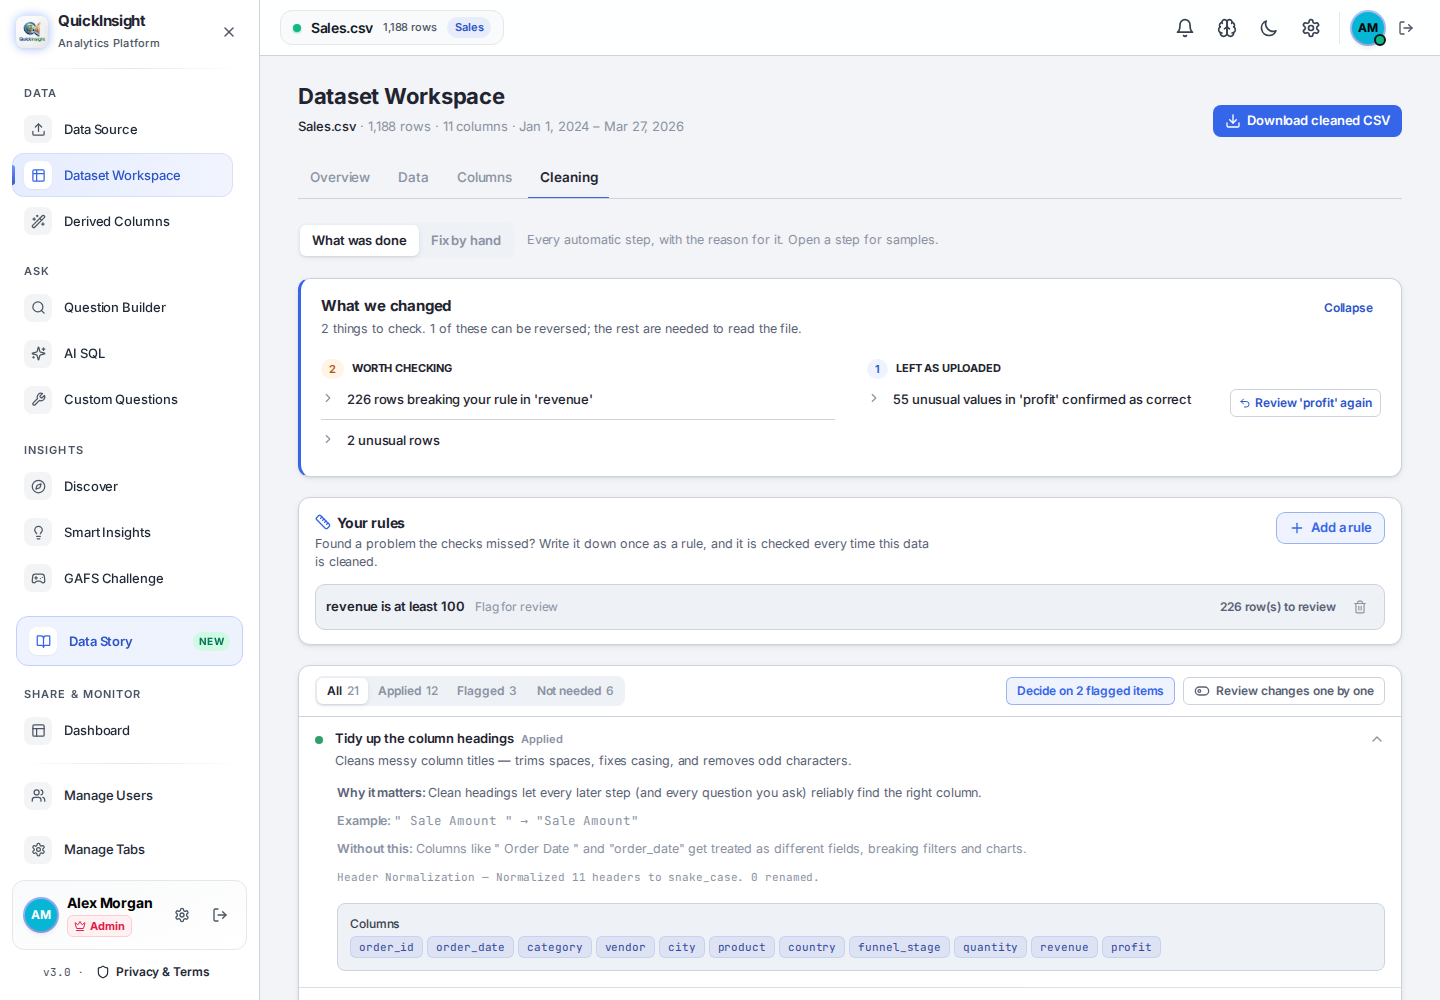 QuickInsight
Analytics Platform
DATA
Data Source
Dataset Workspace
Derived Columns
ASK
Question Builder
AI SQL
Custom Questions
INSIGHTS
Discover
Smart Insights
GAFS Challenge
Data Story NEW
SHARE & MONITOR
Dashboard
Manage Users
Manage Tabs
AM Alex Morgan
Admin
v3.0 · Privacy & Terms
Sales.csv 1,188 rows Sales
AM
Dataset Workspace
Sales.csv · 1,188 rows · 11 columns · Jan 1, 2024 – Mar 27, 2026
Download cleaned CSV
Overview Data Columns Cleaning
What was done Fix by hand Every automatic step, with the reason for it. Open a step for samples.
What we changed
Collapse
2 things to check. 1 of these can be reversed; the rest are needed to read the file.
2 WORTH CHECKING
226 rows breaking your rule in 'revenue'
2 unusual rows
1 LEFT AS UPLOADED
55 unusual values in 'profit' confirmed as correct
Review 'profit' again
Your rules
Found a problem the checks missed? Write it down once as a rule, and it is checked every time this data
is cleaned.
Add a rule
revenue is at least 100 Flag for review 226 row(s) to review
All 21 Applied 12 Flagged 3 Not needed 6
Decide on 2 flagged items Review changes one by one
Tidy up the column headings Applied
Cleans messy column titles — trims spaces, fixes casing, and removes odd characters.
Why it matters: Clean headings let every later step (and every question you ask) reliably find the right column.
Example: " Sale Amount " → "Sale Amount"
Without this: Columns like " Order Date " and "order_date" get treated as different fields, breaking filters and charts.
Header Normalization — Normalized 11 headers to snake_case. 0 renamed.
Columns
order_id order_date category vendor city product country funnel_stage quantity revenue profit